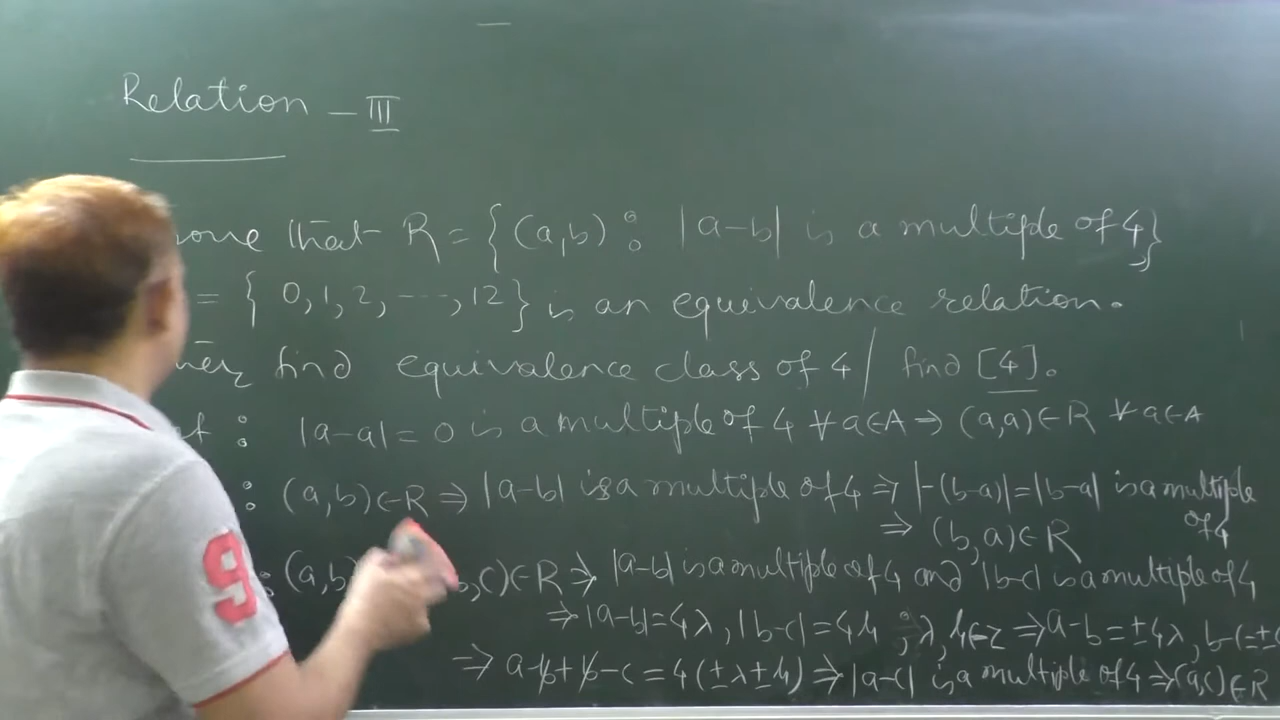 Relation - III
that R = { (a,b) : |a-b| is a multiple of 4}
= { 0, 1, 2, ---, 12 } is an equivalence relation.
find equivalence class of 4 / find [4].
: |a-a| = 0 is a multiple of 4 ∀ a∈A ⇒ (a,a)∈R ∀ a∈A
: (a,b)∈R ⇒ |a-b| is a multiple of 4 ⇒ |-(b-a)|=|b-a| is a multiple of 4
⇒ (b,a)∈R
: (a,b b,c)∈R ⇒ |a-b| is a multiple of 4 and |b-c| is a multiple of 4
⇒ |a-b|=4λ, |b-c|=4μ ; λ, μ∈z ⇒ a-b=±4λ, b-c=±
⇒ a-b+b-c = 4(±λ±μ) ⇒ |a-c| is a multiple of 4 ⇒ (a,c)∈R
9